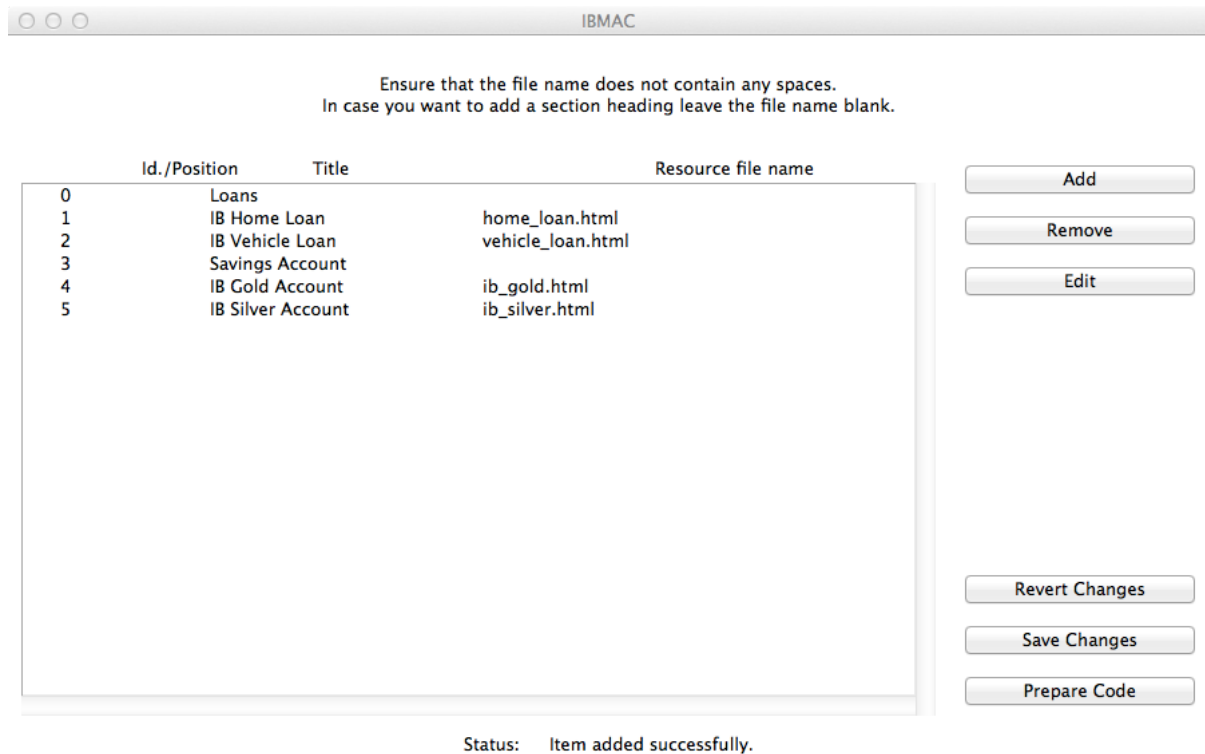 IBMAC
Ensure that the file name does not contain any spaces.
In case you want to add a section heading leave the file name blank.
Id./Position Title Resource file name
0 Loans
1 IB Home Loan home_loan.html
2 IB Vehicle Loan vehicle_loan.html
3 Savings Account
4 IB Gold Account ib_gold.html
5 IB Silver Account ib_silver.html
Add
Remove
Edit
Revert Changes
Save Changes
Prepare Code
Status: Item added successfully.